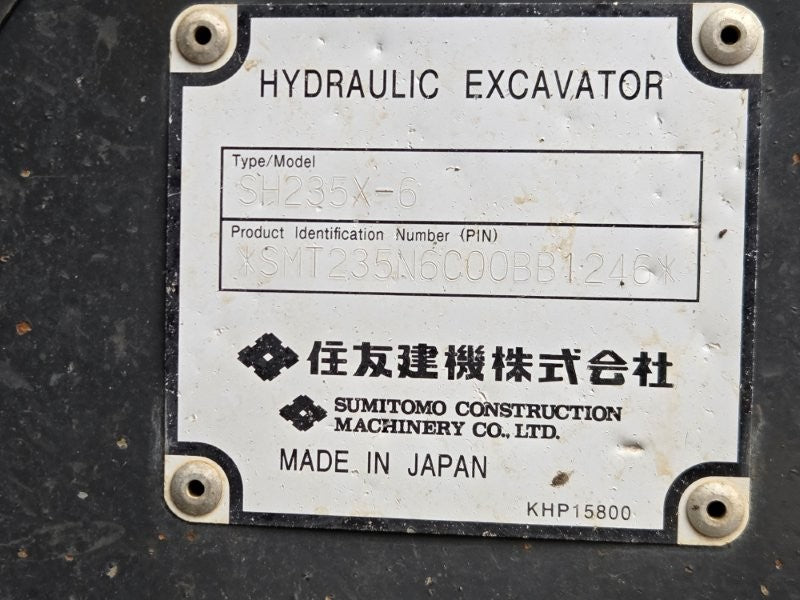 HYDRAULIC EXCAVATOR
Type/Model
SH235X-6
Product Identification Number (PIN)
*SMT235N6C00BB1246*
住友建機株式会社
SUMITOMO CONSTRUCTION
MACHINERY CO., LTD.
MADE IN JAPAN
KHP15800